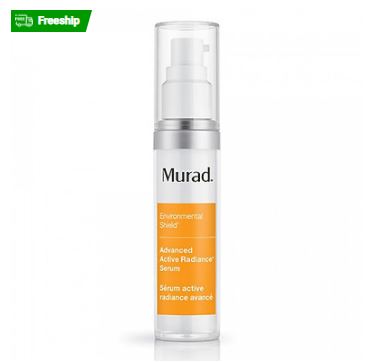 Freeship
Murad.
Environmental
Shield®
Advanced
Active Radiance®
Serum
Sérum active
radiance avancé